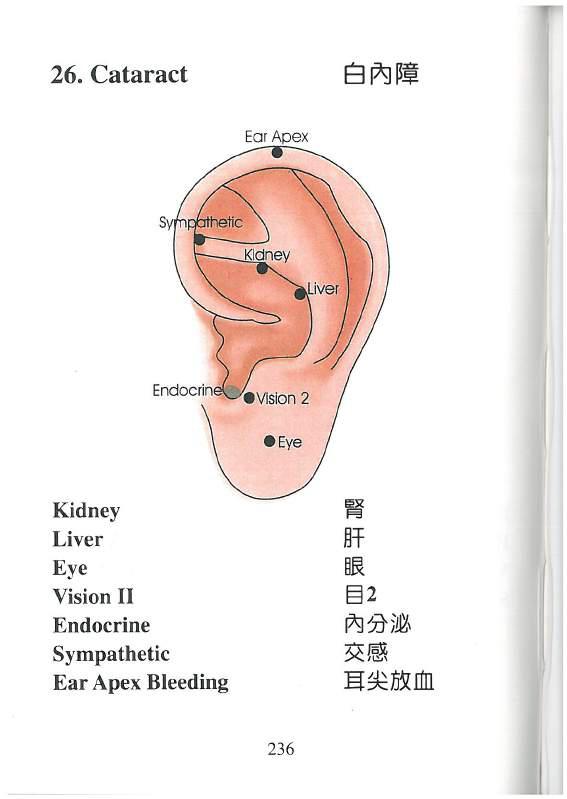 26. Cataract 白內障
Ear Apex
Sympathetic
Kidney
Liver
Endocrine
Vision 2
Eye
Kidney 腎
Liver 肝
Eye 眼
Vision II 目2
Endocrine 內分泌
Sympathetic 交感
Ear Apex Bleeding 耳尖放血
236